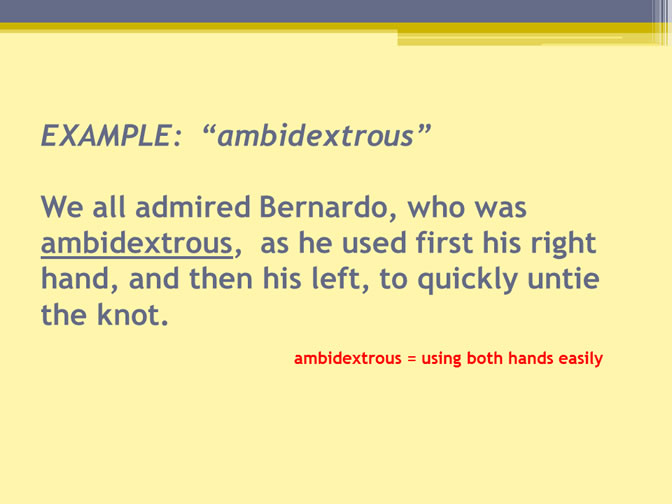 EXAMPLE: “ambidextrous”
We all admired Bernardo, who was
ambidextrous, as he used first his right
hand, and then his left, to quickly untie
the knot.
ambidextrous = using both hands easily